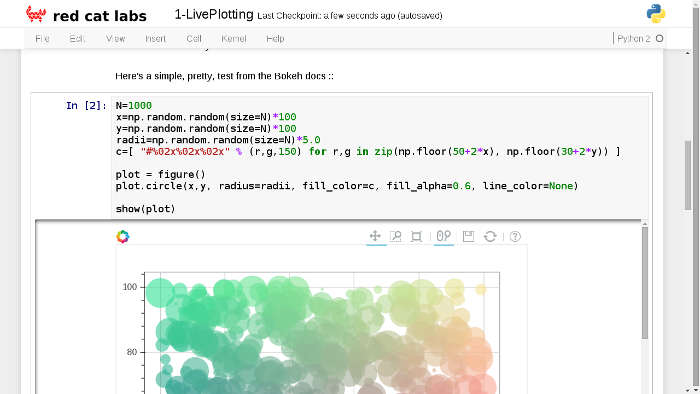 red cat labs
1-LivePlotting Last Checkpoint: a few seconds ago (autosaved)
File Edit View Insert Cell Kernel Help
Python 2
Here's a simple, pretty, test from the Bokeh docs ::
In [2]:
N=1000
x=np.random.random(size=N)*100
y=np.random.random(size=N)*100
radii=np.random.random(size=N)*5.0
c=[ "#%02x%02x%02x" % (r,g,150) for r,g in zip(np.floor(50+2*x), np.floor(30+2*y)) ]
plot = figure()
plot.circle(x,y, radius=radii, fill_color=c, fill_alpha=0.6, line_color=None)
show(plot)
100
80